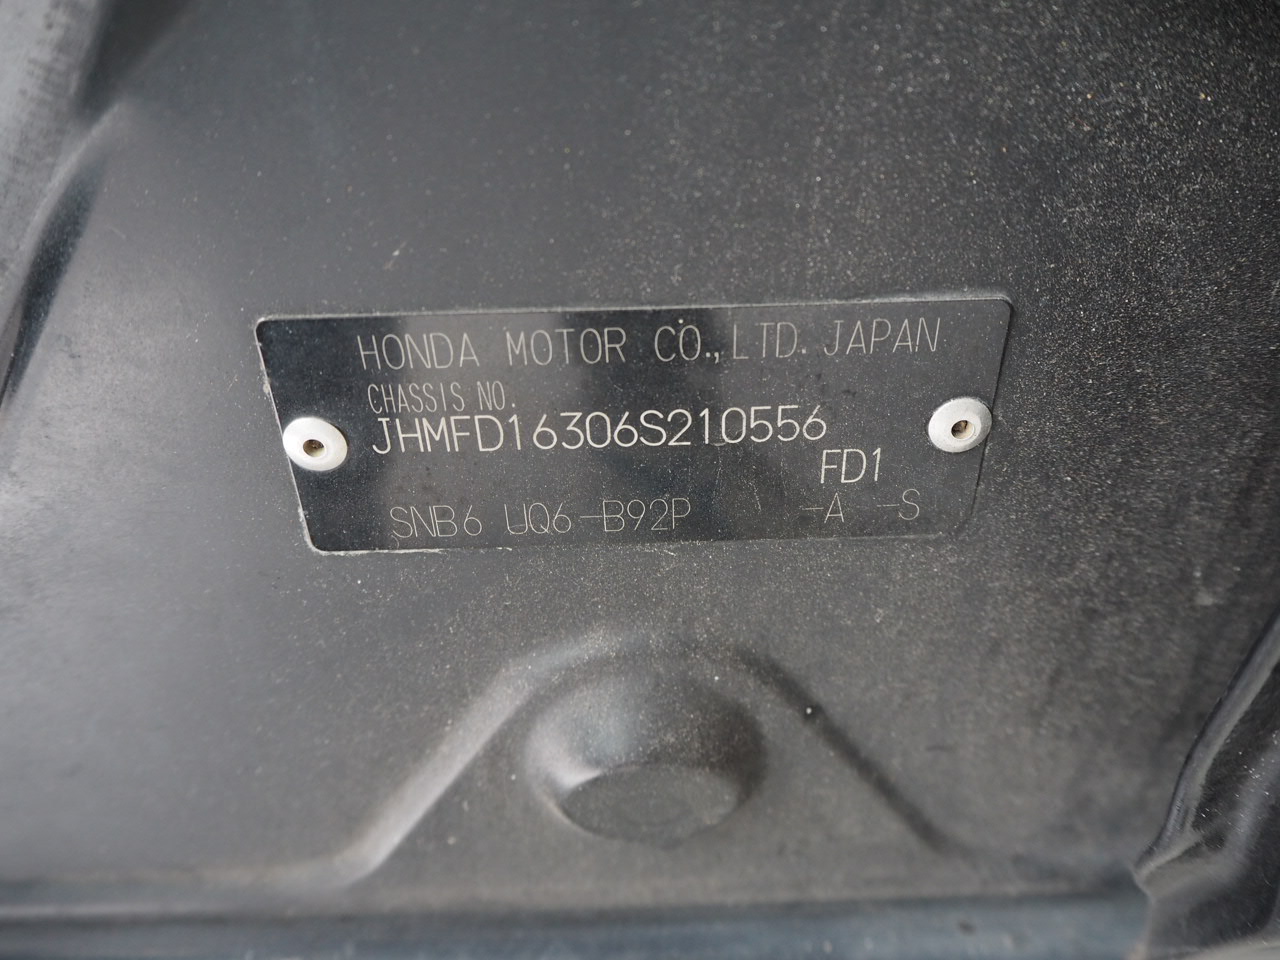 HONDA MOTOR CO.,LTD. JAPAN
CHASSIS NO.
JHMFD16306S210556
FD1
SNB6 UQ6-B92P -A -S